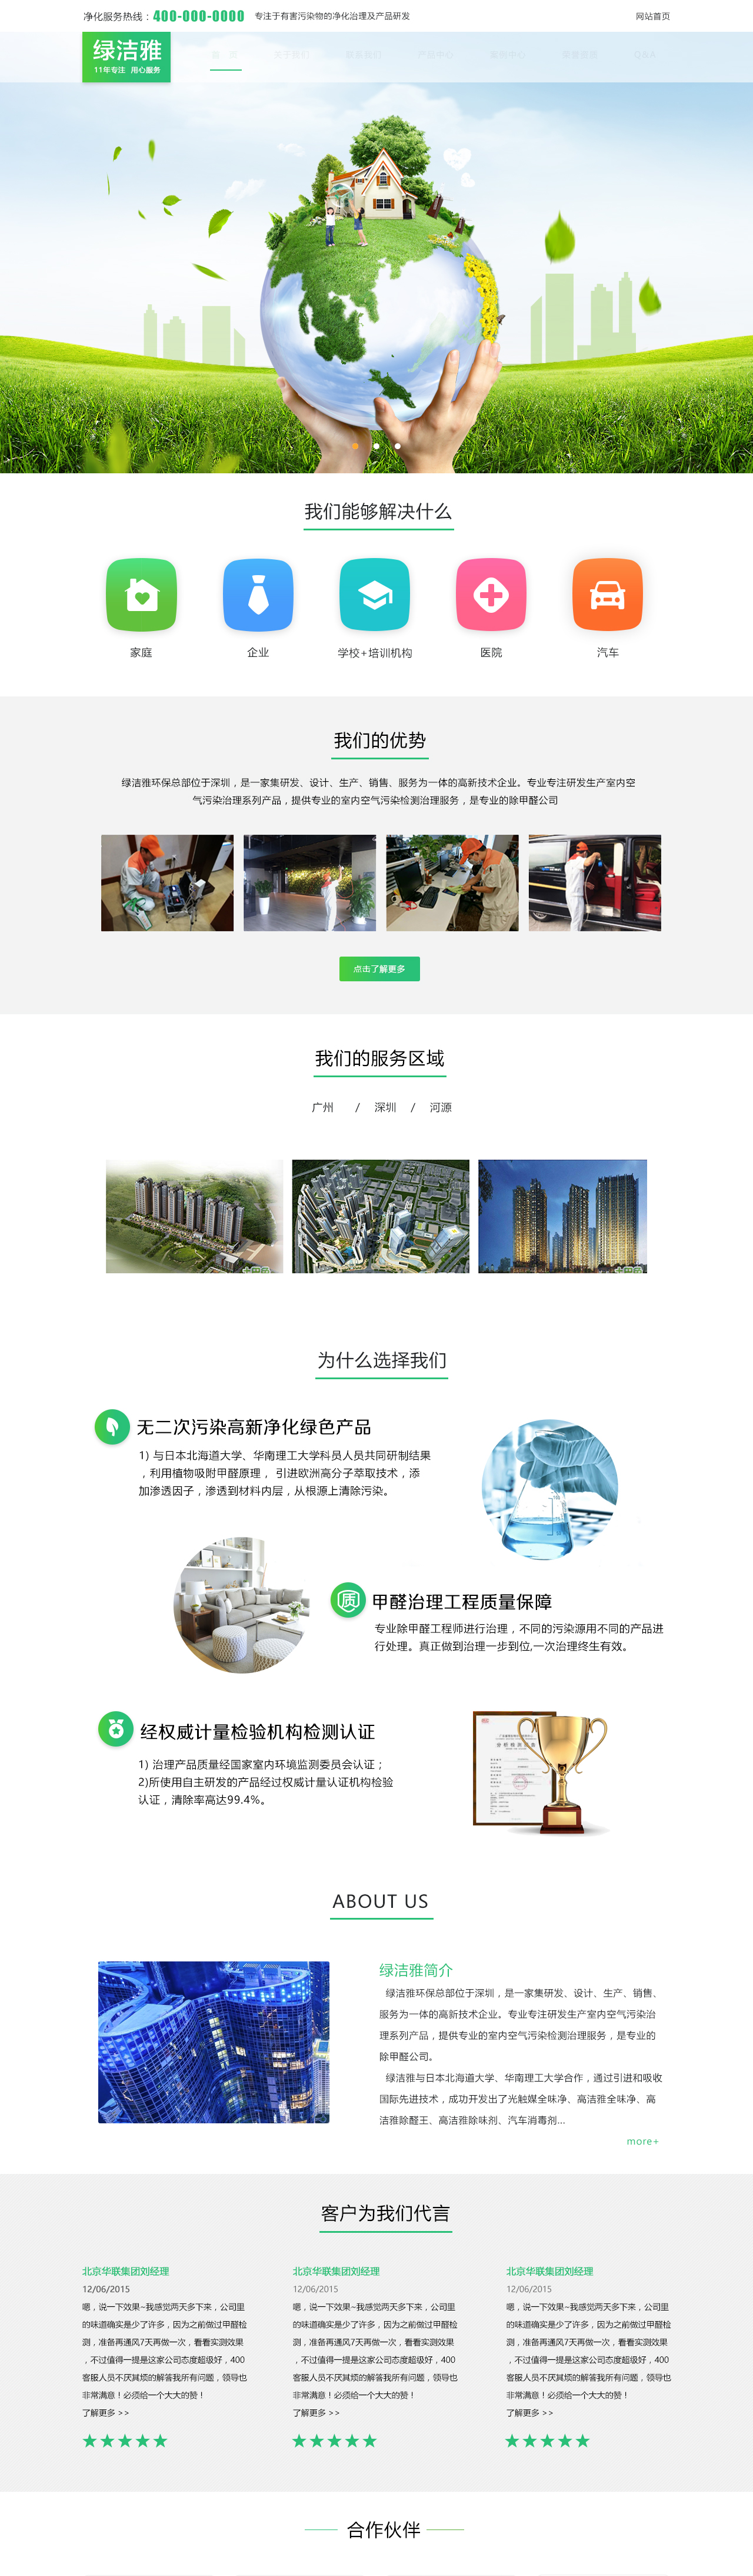 净化服务热线：400-000-0000 专注于有害污染物的净化治理及产品研发 网站首页
绿洁雅
11年专注 用心服务
首 页 关于我们 联系我们 产品中心 案例中心 Q&A
我们能够解决什么
家庭 企业 学校+培训机构 医院 汽车
我们的优势
绿洁雅环保总部位于深圳，是一家集研发、设计、生产、销售、服务为一体的高新技术企业。专业专注研发生产室内空
气污染治理系列产品，提供专业的室内空气污染检测治理服务，是专业的除甲醛公司
点击了解更多
我们的服务区域
广州 / 深圳 / 河源
为什么选择我们
无二次污染高新净化绿色产品
1) 与日本北海道大学、华南理工大学科员人员共同研制结果
，利用植物吸附甲醛原理， 引进欧洲高分子萃取技术，添
加渗透因子，渗透到材料内层，从根源上清除污染。
质
甲醛治理工程质量保障
专业除甲醛工程师进行治理，不同的污染源用不同的产品进
行处理。真正做到治理一步到位,一次治理终生有效。
经权威计量检验机构检测认证
1) 治理产品质量经国家室内环境监测委员会认证；
2)所使用自主研发的产品经过权威计量认证机构检验
认证，清除率高达99.4%。
ABOUT US
绿洁雅简介
绿洁雅环保总部位于深圳，是一家集研发、设计、生产、销售、
服务为一体的高新技术企业。专业专注研发生产室内空气污染治
理系列产品，提供专业的室内空气污染检测治理服务，是专业的
除甲醛公司。
绿洁雅与日本北海道大学、华南理工大学合作，通过引进和吸收
国际先进技术，成功开发出了光触媒全味净、高洁雅全味净、高
洁雅除醛王、高洁雅除味剂、汽车消毒剂...
more+
客户为我们代言
北京华联集团刘经理
12/06/2015
嗯，说一下效果~我感觉两天多下来，公司里
的味道确实是少了许多，因为之前做过甲醛检
测，准备再通风7天再做一次，看看实测效果
，不过值得一提是这家公司态度超级好，400
客服人员不厌其烦的解答我所有问题，领导也
非常满意！必须给一个大大的赞！
了解更多 >>
北京华联集团刘经理
12/06/2015
嗯，说一下效果~我感觉两天多下来，公司里
的味道确实是少了许多，因为之前做过甲醛检
测，准备再通风7天再做一次，看看实测效果
，不过值得一提是这家公司态度超级好，400
客服人员不厌其烦的解答我所有问题，领导也
非常满意！必须给一个大大的赞！
了解更多 >>
北京华联集团刘经理
12/06/2015
嗯，说一下效果~我感觉两天多下来，公司里
的味道确实是少了许多，因为之前做过甲醛检
测，准备再通风7天再做一次，看看实测效果
，不过值得一提是这家公司态度超级好，400
客服人员不厌其烦的解答我所有问题，领导也
非常满意！必须给一个大大的赞！
了解更多 >>
合作伙伴